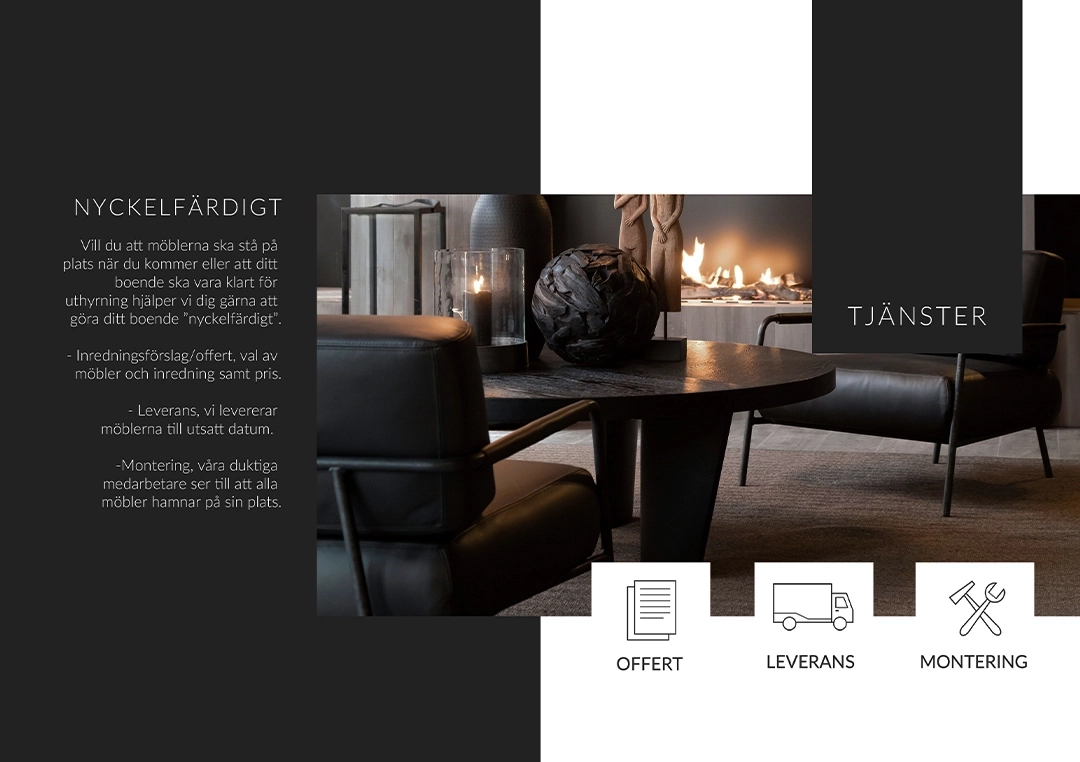 NYCKELFÄRDIGT
Vill du att möblerna ska stå på
plats när du kommer eller att ditt
boende ska vara klart för
uthyrning hjälper vi dig gärna att
göra ditt boende ”nyckelfärdigt”.
- Inredningsförslag/offert, val av
möbler och inredning samt pris.
- Leverans, vi levererar
möblerna till utsatt datum.
-Montering, våra duktiga
medarbetare ser till att alla
möbler hamnar på sin plats.
TJÄNSTER
OFFERT
LEVERANS
MONTERING